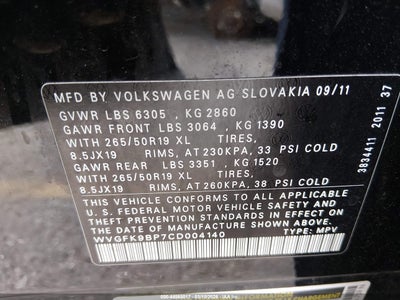 MFD BY VOLKSWAGEN AG SLOVAKIA 09/11
GVWR LBS 6305 , KG 2860
GAWR FRONT LBS 3064 , KG 1390
WITH 265/50R19 XL TIRES,
8.5JX19 RIMS, AT 230KPA, 33 PSI COLD
GAWR REAR LBS 3351 , KG 1520
WITH 265/50R19 XL TIRES,
8.5JX19 RIMS, AT 260KPA, 38 PSI COLD
THIS VEHICLE CONFORMS TO ALL APPLICABLE
U.S. FEDERAL MOTOR VEHICLE SAFETY AND
THEFT PREVENTION STANDARDS IN EFFECT ON
THE DATE OF MANUFACTURE SHOWN ABOVE.
WVGFK9BP7CD004140
3834411 2011 37